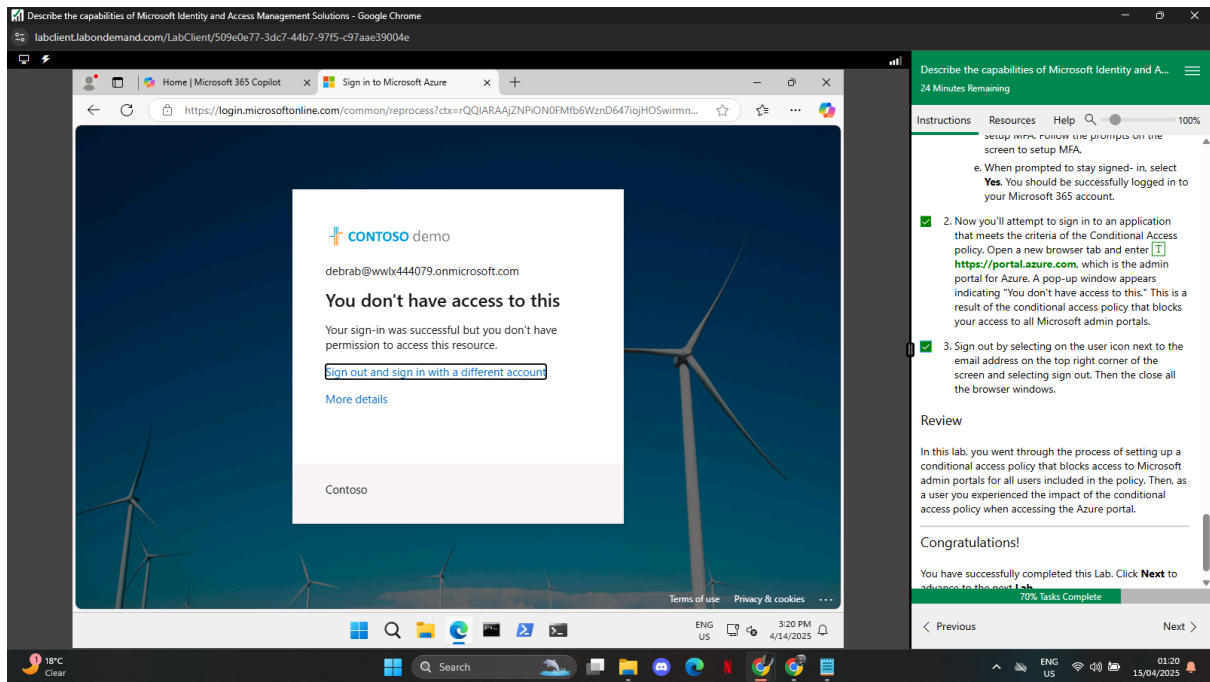 Describe the capabilities of Microsoft Identity and Access Management Solutions - Google Chrome
labclient.labondemand.com/LabClient/509e0e77-3dc7-44b7-97f5-c97aae39004e
Home | Microsoft 365 Copilot
Sign in to Microsoft Azure
https://login.microsoftonline.com/common/reprocess?ctx=rQQIARAAjZNPiON0FMfb6WznD647iojHOSwirmn...
CONTOSO demo
debrab@wwlx444079.onmicrosoft.com
You don't have access to this
Your sign-in was successful but you don't have
permission to access this resource.
Sign out and sign in with a different account
More details
Contoso
Terms of use Privacy & cookies ...
ENG
US
3:20 PM
4/14/2025
Describe the capabilities of Microsoft Identity and A...
24 Minutes Remaining
Instructions Resources Help 100%
setup MFA. Follow the prompts on the
screen to setup MFA.
e. When prompted to stay signed- in, select
Yes. You should be successfully logged in to
your Microsoft 365 account.
2. Now you'll attempt to sign in to an application
that meets the criteria of the Conditional Access
policy. Open a new browser tab and enter T
https://portal.azure.com, which is the admin
portal for Azure. A pop-up window appears
indicating "You don't have access to this." This is a
result of the conditional access policy that blocks
your access to all Microsoft admin portals.
3. Sign out by selecting on the user icon next to the
email address on the top right corner of the
screen and selecting sign out. Then the close all
the browser windows.
Review
In this lab, you went through the process of setting up a
conditional access policy that blocks access to Microsoft
admin portals for all users included in the policy. Then, as
a user you experienced the impact of the conditional
access policy when accessing the Azure portal.
Congratulations!
You have successfully completed this Lab. Click Next to
advance to the next Lab
70% Tasks Complete
< Previous Next >
1
18°C
Clear
Search
ENG
US
01:20
15/04/2025